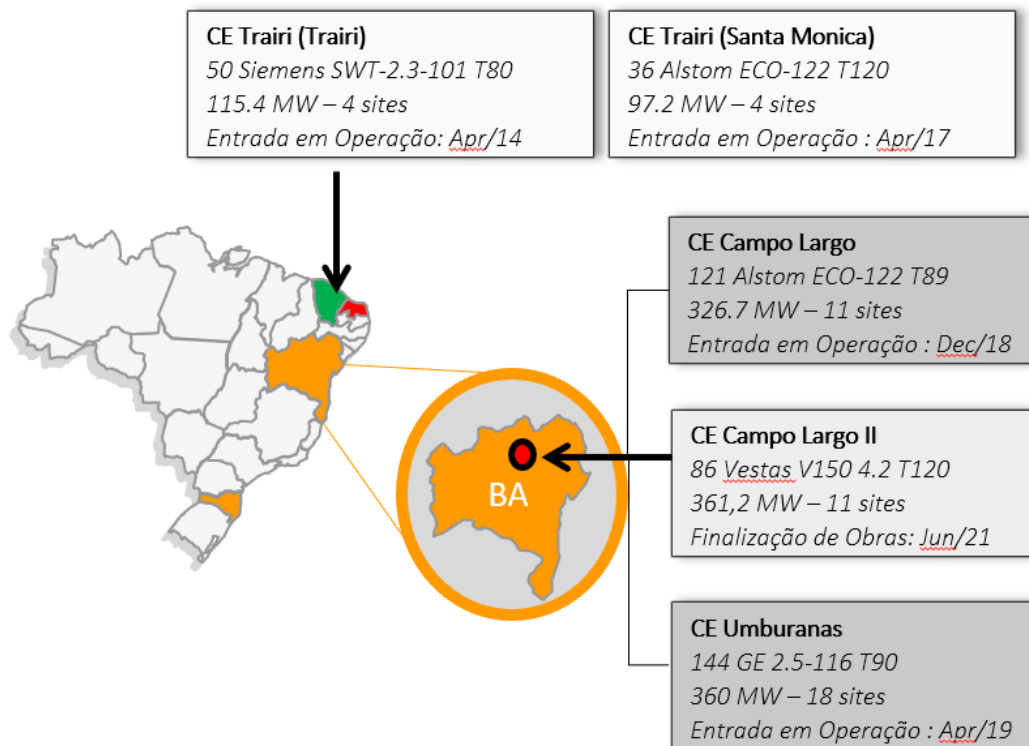 CE Trairi (Trairi)
50 Siemens SWT-2.3-101 T80
115.4 MW – 4 sites
Entrada em Operação: Apr/14
CE Trairi (Santa Monica)
36 Alstom ECO-122 T120
97.2 MW – 4 sites
Entrada em Operação : Apr/17
CE Campo Largo
121 Alstom ECO-122 T89
326.7 MW – 11 sites
Entrada em Operação : Dec/18
BA
CE Campo Largo II
86 Vestas V150 4.2 T120
361,2 MW – 11 sites
Finalização de Obras: Jun/21
CE Umburanas
144 GE 2.5-116 T90
360 MW – 18 sites
Entrada em Operação : Apr/19